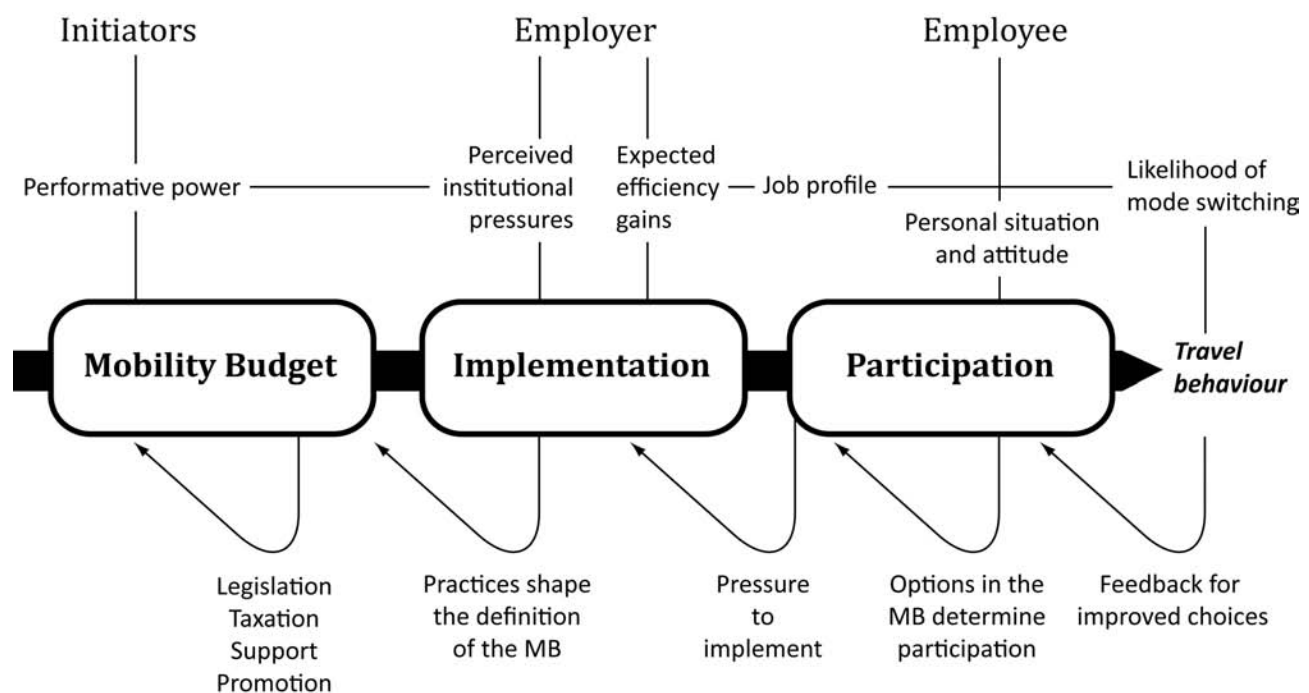 Initiators
Employer
Employee
Performative power
Perceived
institutional
pressures
Expected
efficiency
gains
Job profile
Personal situation
and attitude
Likelihood of
mode switching
Mobility Budget
Implementation
Participation
Travel
behaviour
Legislation
Taxation
Support
Promotion
Practices shape
the definition
of the MB
Pressure
to
implement
Options in the
MB determine
participation
Feedback for
improved choices